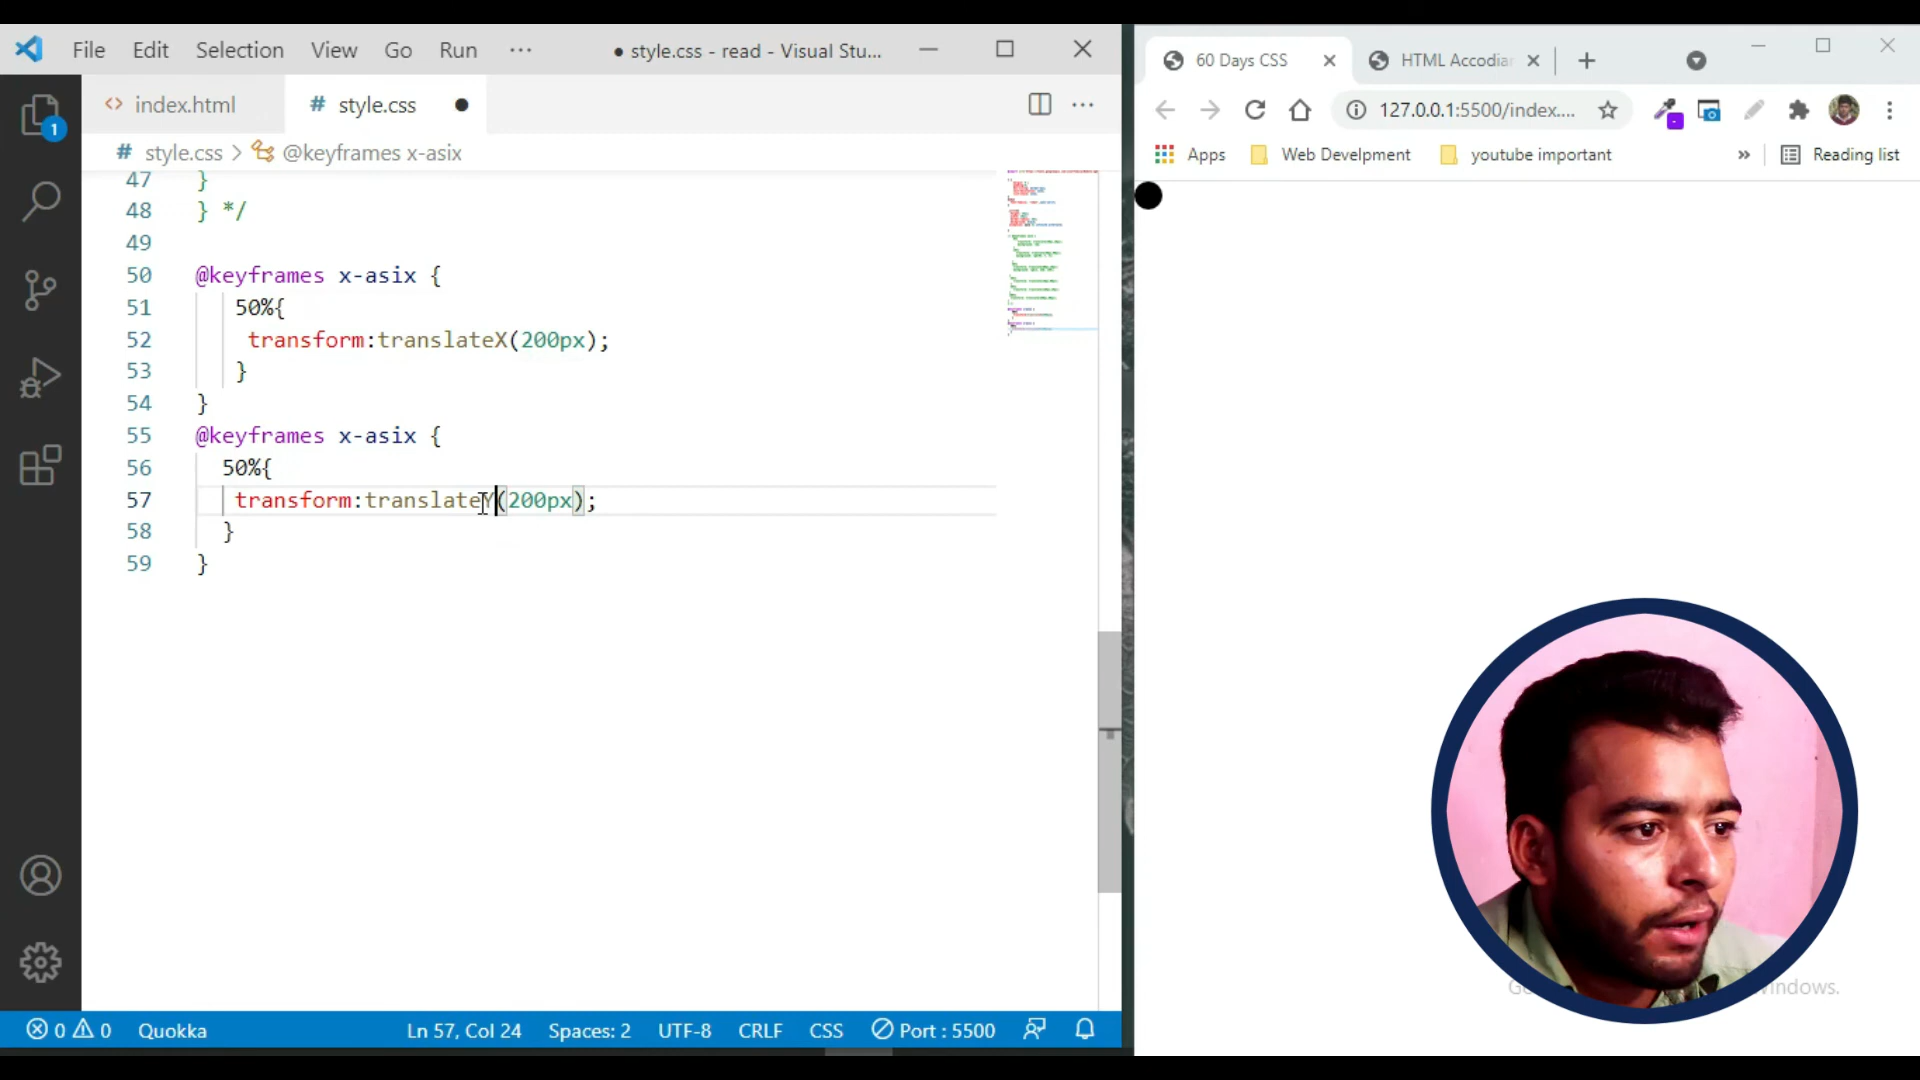 File Edit Selection View Go Run ··· ● style.css - read - Visual Stu...
<> index.html # style.css ●
# style.css > @keyframes x-asix
47 }
48 } */
49
50 @keyframes x-asix {
51 50%{
52 transform:translateX(200px);
53 }
54 }
55 @keyframes x-asix {
56 50%{
57 transform:translateY(200px);
58 }
59 }
1
0 0 Quokka Ln 57, Col 24 Spaces: 2 UTF-8 CRLF CSS Port : 5500
60 Days CSS HTML Accodia
127.0.0.1:5500/index....
Apps Web Develpment youtube important » Reading list
indows.